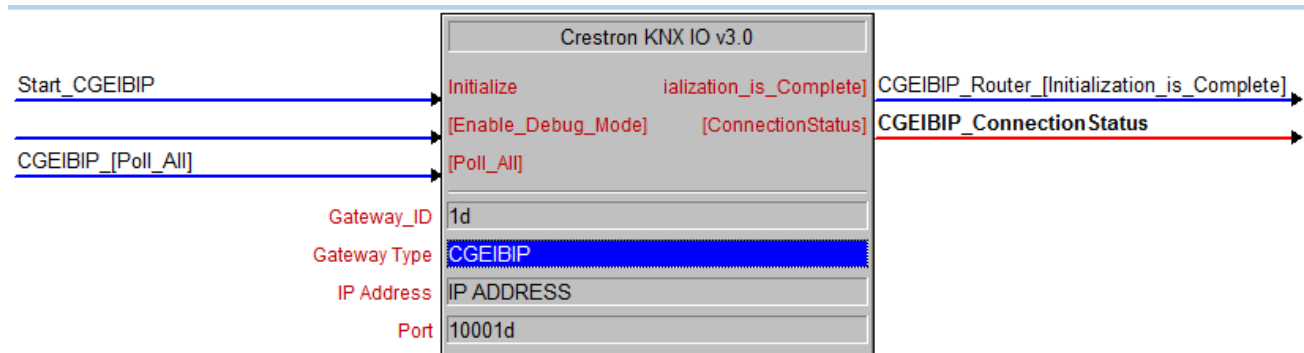 Crestron KNX IO v3.0
Start_CGEIBIP Initialize ialization_is_Complete] CGEIBIP_Router_[Initialization_is_Complete]
[Enable_Debug_Mode] [ConnectionStatus] CGEIBIP_ConnectionStatus
CGEIBIP_[Poll_All] [Poll_All]
Gateway_ID 1d
Gateway Type CGEIBIP
IP Address IP ADDRESS
Port 10001d